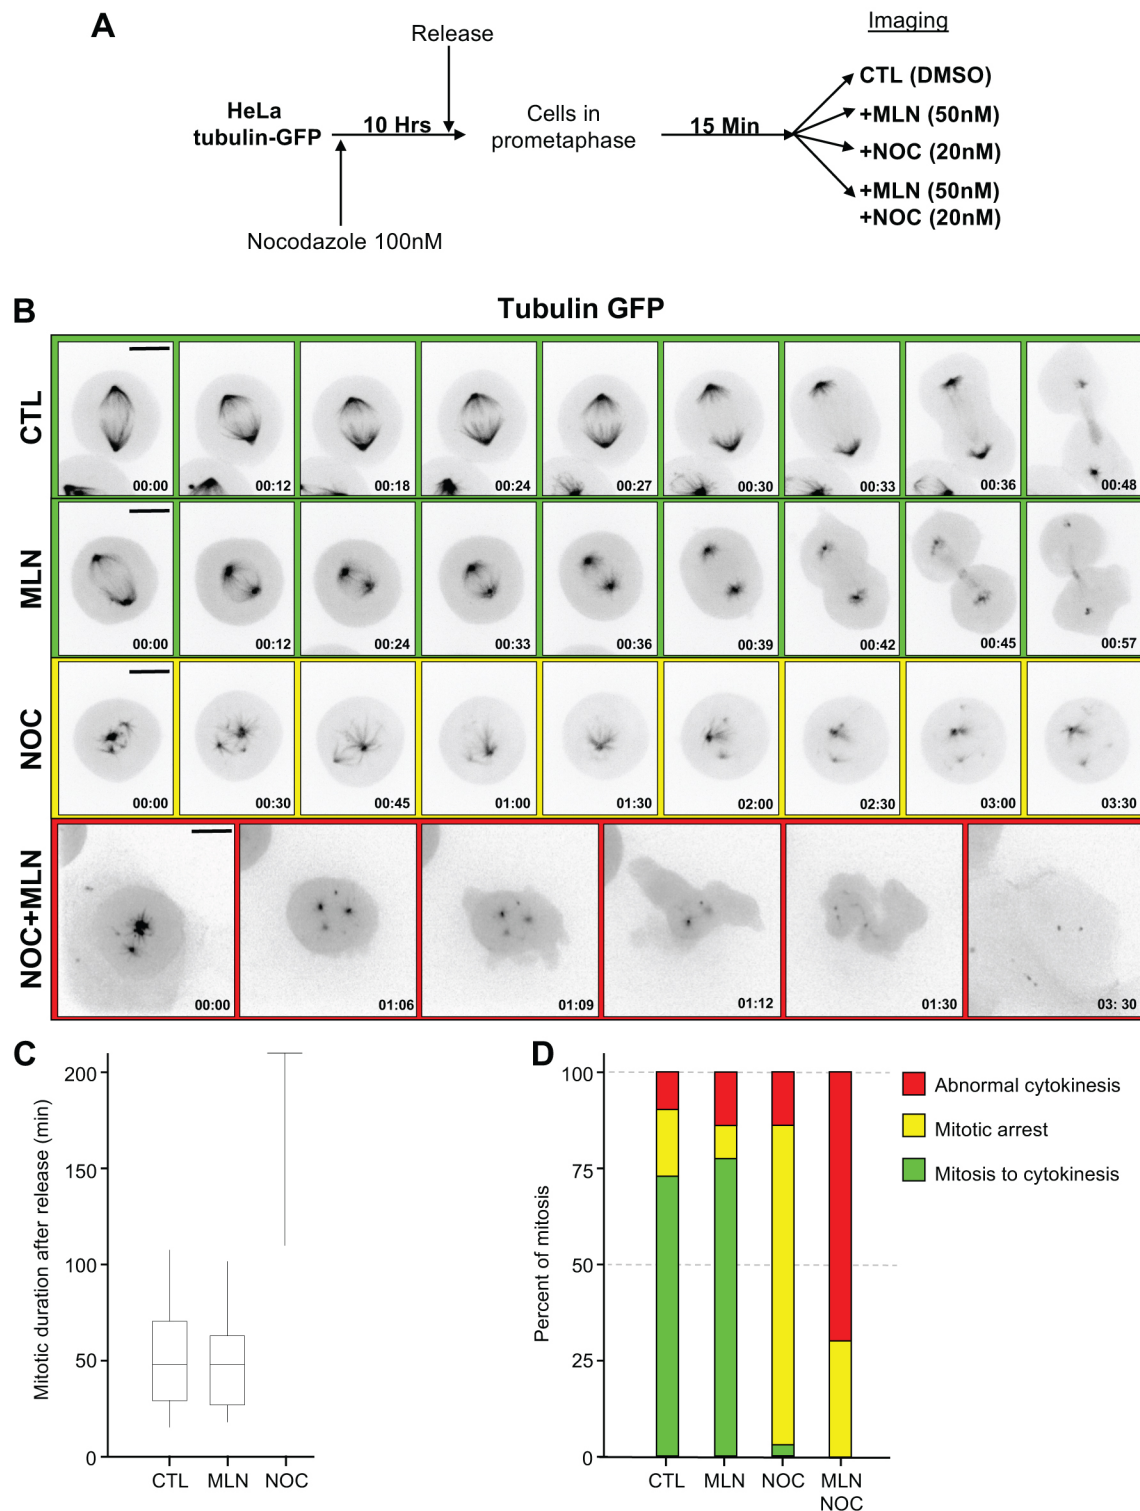 A
Release
Imaging
HeLa
tubulin-GFP
10 Hrs
Cells in
prometaphase
15 Min
CTL (DMSO)
+MLN (50nM)
+NOC (20nM)
+MLN (50nM)
+NOC (20nM)
Nocodazole 100nM
B
Tubulin GFP
CTL
00:00
00:12
00:18
00:24
00:27
00:30
00:33
00:36
00:48
MLN
00:00
00:12
00:24
00:33
00:36
00:39
00:42
00:45
00:57
NOC
00:00
00:30
00:45
01:00
01:30
02:00
02:30
03:00
03:30
NOC+MLN
00:00
01:06
01:09
01:12
01:30
03: 30
C
Mitotic duration after release (min)
200
150
100
50
0
CTL
MLN
NOC
D
Percent of mitosis
100
75
50
25
0
CTL
MLN
NOC
MLN
NOC
Abnormal cytokinesis
Mitotic arrest
Mitosis to cytokinesis